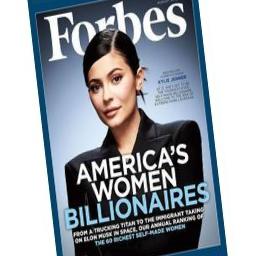 Forbes
KYLIE JENNER
AMERICA'S
WOMEN
BILLIONAIRES
FROM A TRUCKING TITAN TO THE IMMIGRANT TAKING
ON ELON MUSK IN SPACE, OUR ANNUAL RANKING OF
THE 60 RICHEST SELF-MADE WOMEN